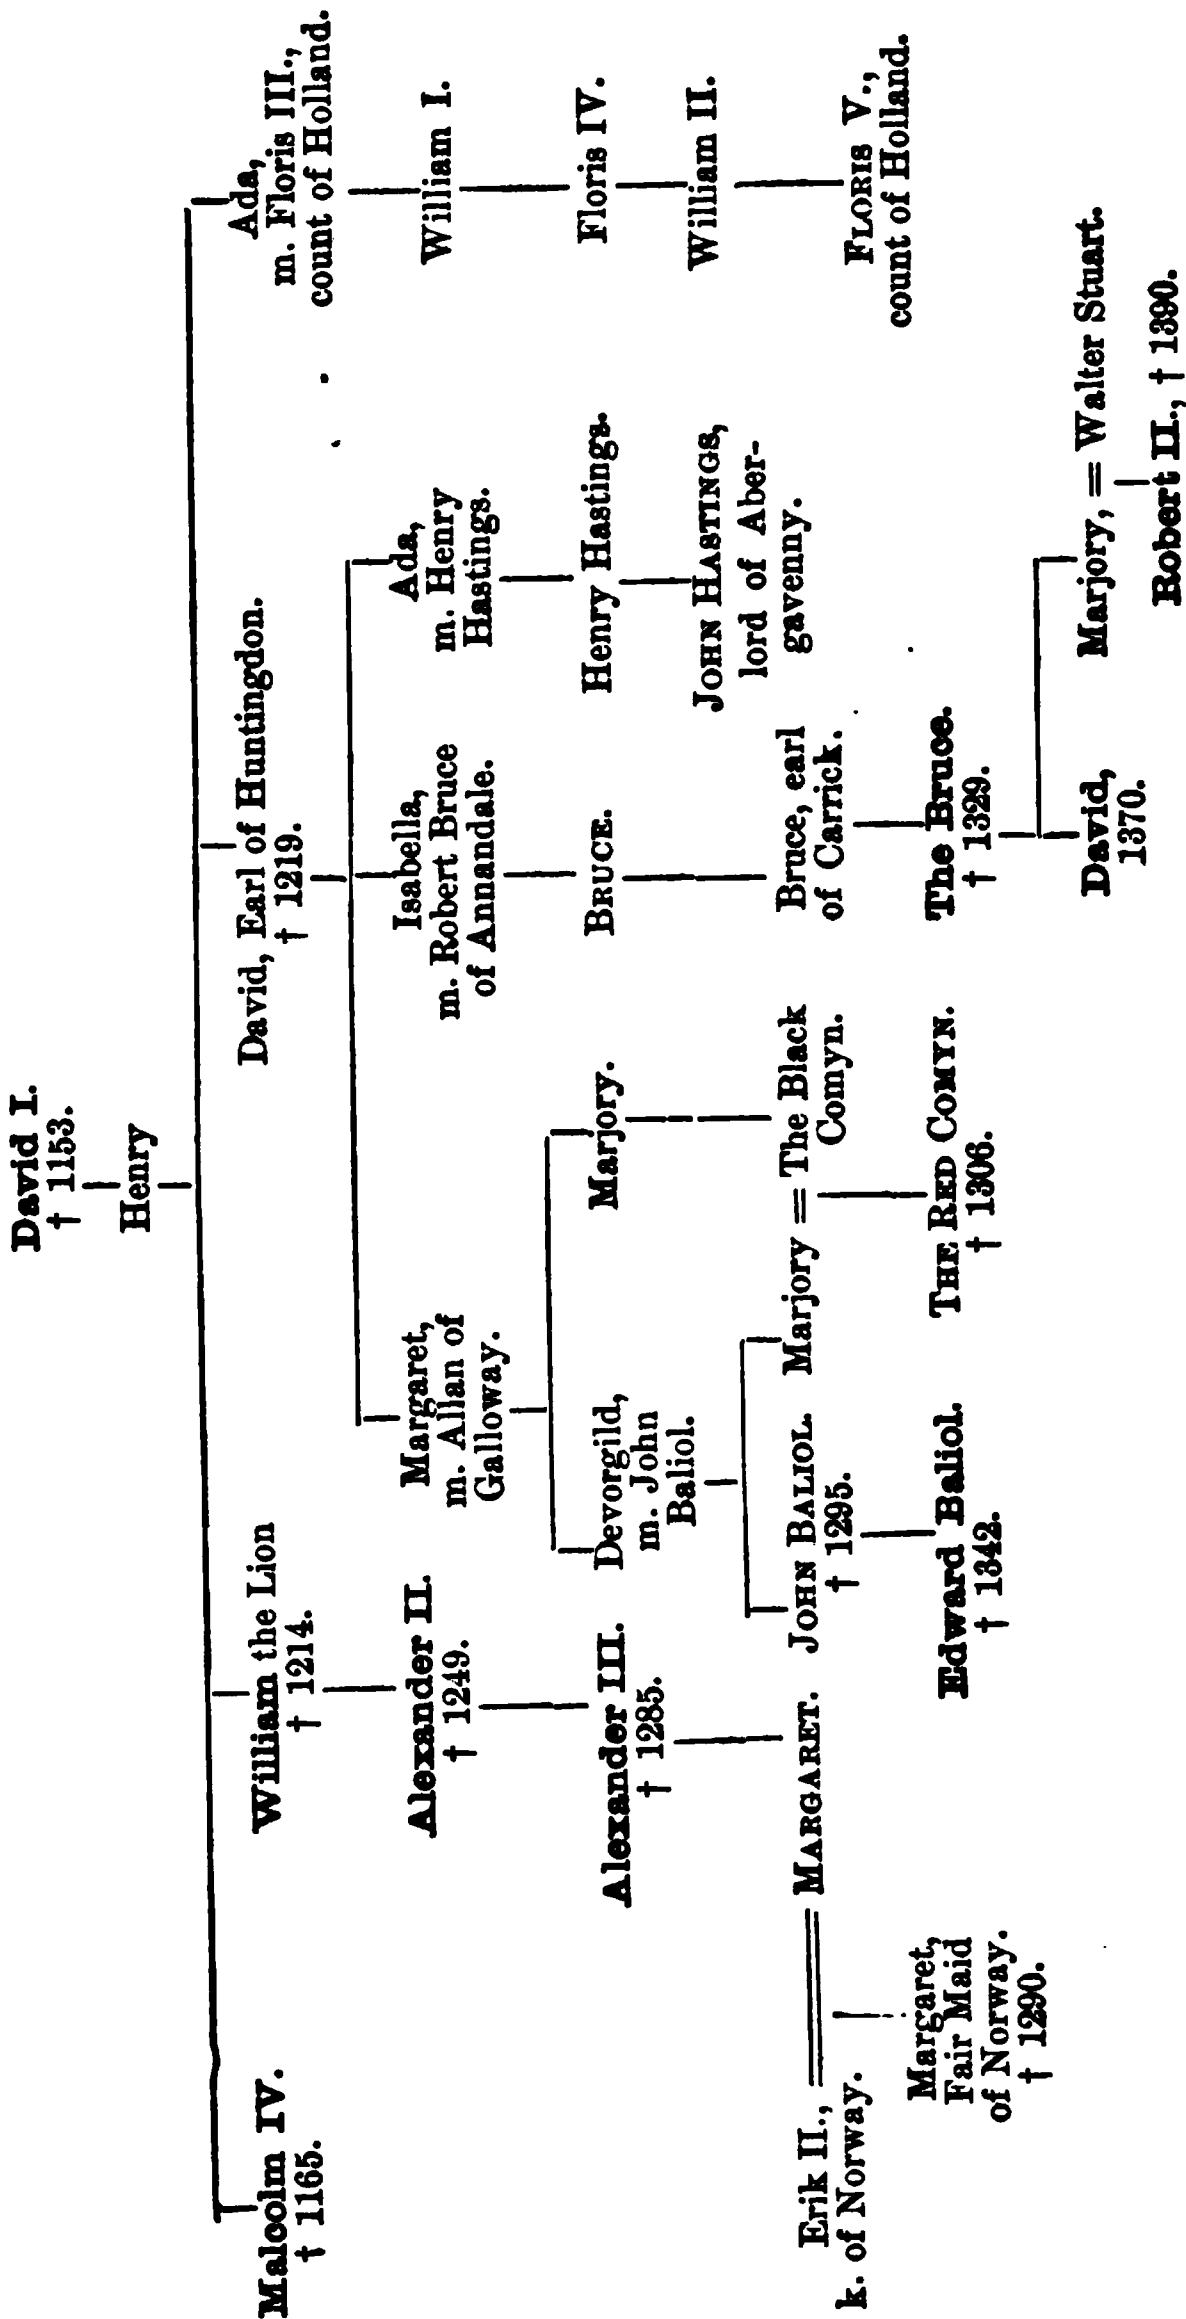 David I.
† 1153.
Henry
Malcolm IV.
† 1165.
William the Lion
† 1214.
David, Earl of Huntingdon.
† 1219.
Ada,
m. Floris III.,
count of Holland.
Alexander II.
† 1249.
Margaret,
m. Allan of
Galloway.
Isabella,
m. Robert Bruce
of Annandale.
Ada,
m. Henry
Hastings.
William I.
Alexander III.
† 1285.
Devorgild,
m. John
Baliol.
Marjory.
BRUCE.
Henry Hastings.
Floris IV.
JOHN HASTINGS,
lord of Aber-
gavenny.
William II.
Erik II., = MARGARET.
k. of Norway.
JOHN BALIOL.
† 1295.
Marjory = The Black
Comyn.
Bruce, earl
of Carrick.
FLORIS V.,
count of Holland.
Margaret,
Fair Maid
of Norway.
† 1290.
Edward Baliol.
† 1342.
THE RED COMYN.
† 1306.
The Bruce.
† 1329.
David,
1370.
Marjory, = Walter Stuart.
Robert II., † 1390.